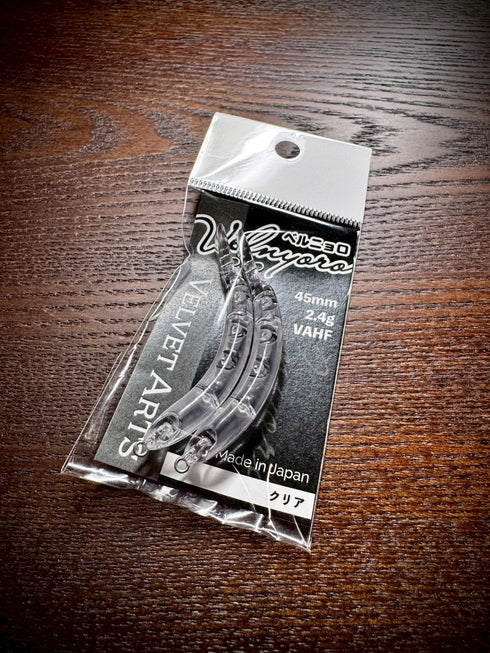 ベルニョロ
Velnyoro
45mm
2.4g
VAHF
VELVET ARTS
Made in Japan
クリア